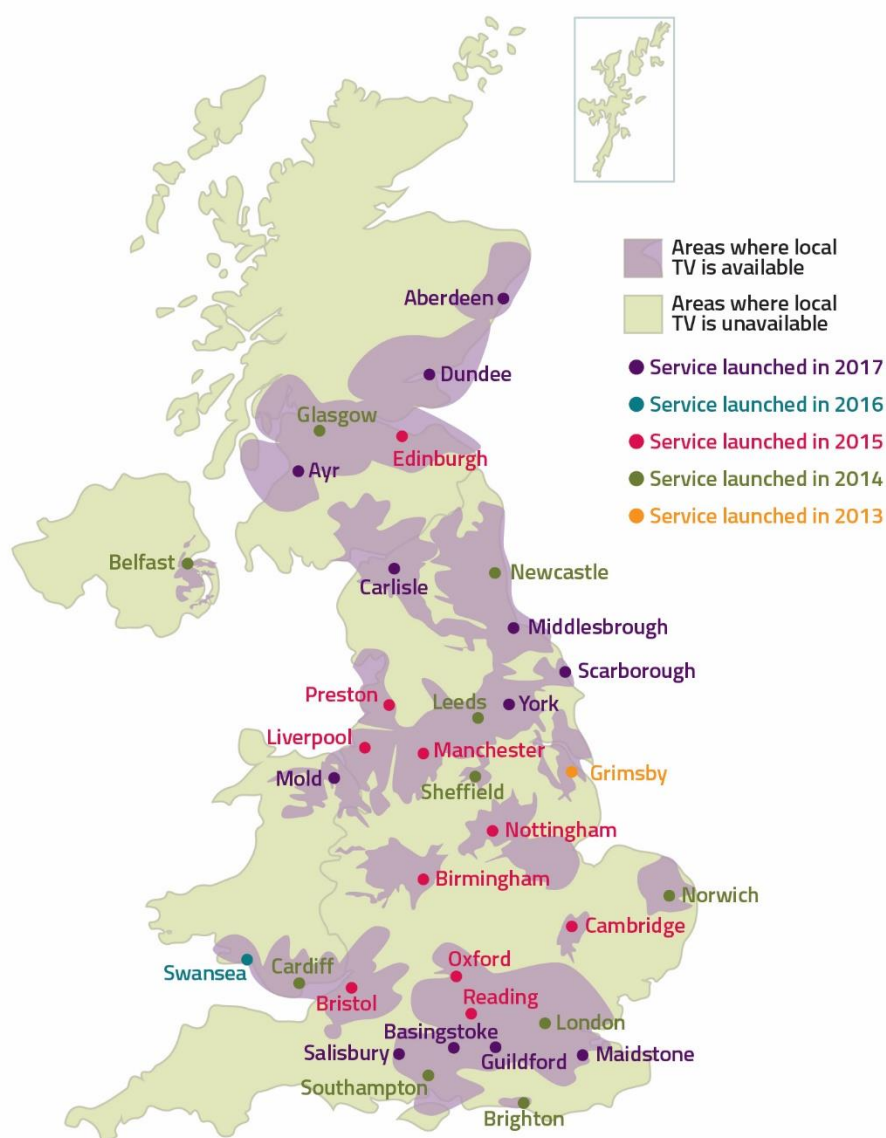 Areas where local
TV is available
Areas where local
TV is unavailable
Service launched in 2017
Service launched in 2016
Service launched in 2015
Service launched in 2014
Service launched in 2013
Aberdeen
Dundee
Glasgow
Edinburgh
Ayr
Belfast
Carlisle
Newcastle
Middlesbrough
Scarborough
Preston
Leeds
York
Liverpool
Manchester
Mold
Sheffield
Grimsby
Nottingham
Birmingham
Norwich
Cambridge
Swansea
Cardiff
Bristol
Oxford
Reading
London
Basingstoke
Salisbury
Guildford
Maidstone
Southampton
Brighton